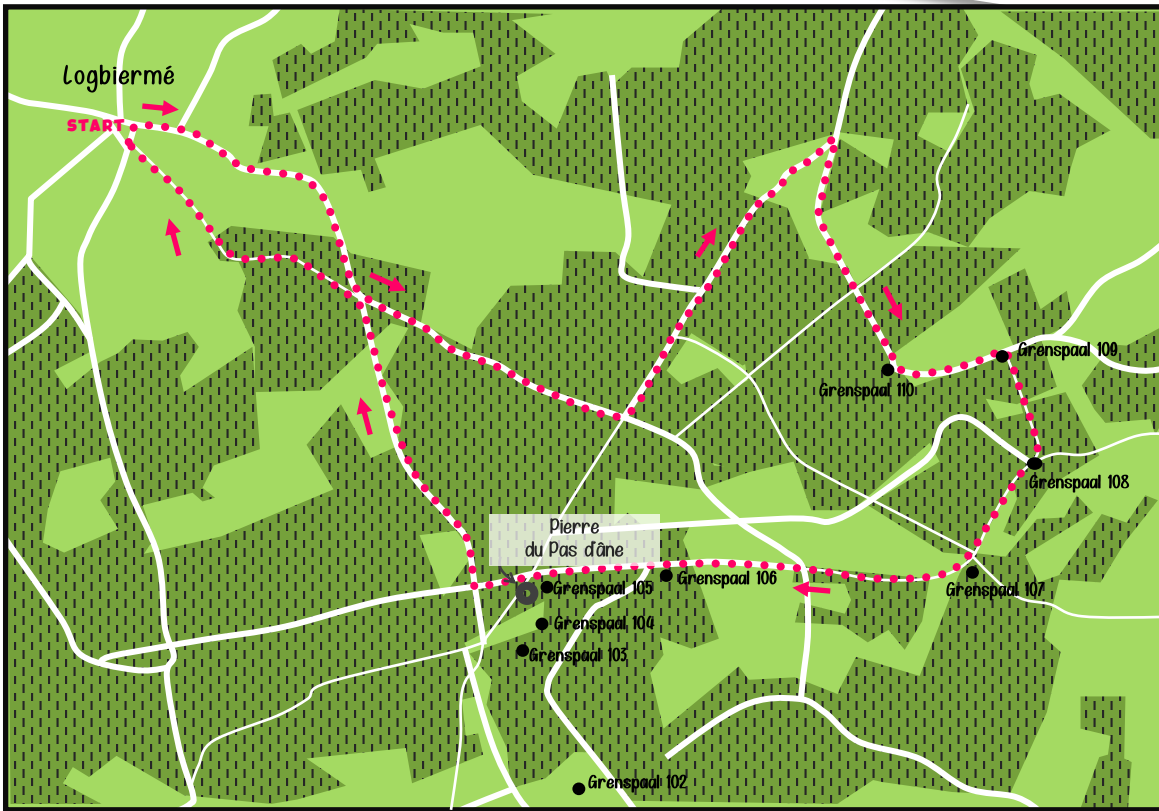 Logbiermé
START
Grenspaal 109
Grenspaal 110
Grenspaal 108
Pierre
du Pas d'âne
Grenspaal 106
Grenspaal 105
Grenspaal 107
Grenspaal 104
Grenspaal 103
Grenspaal 102